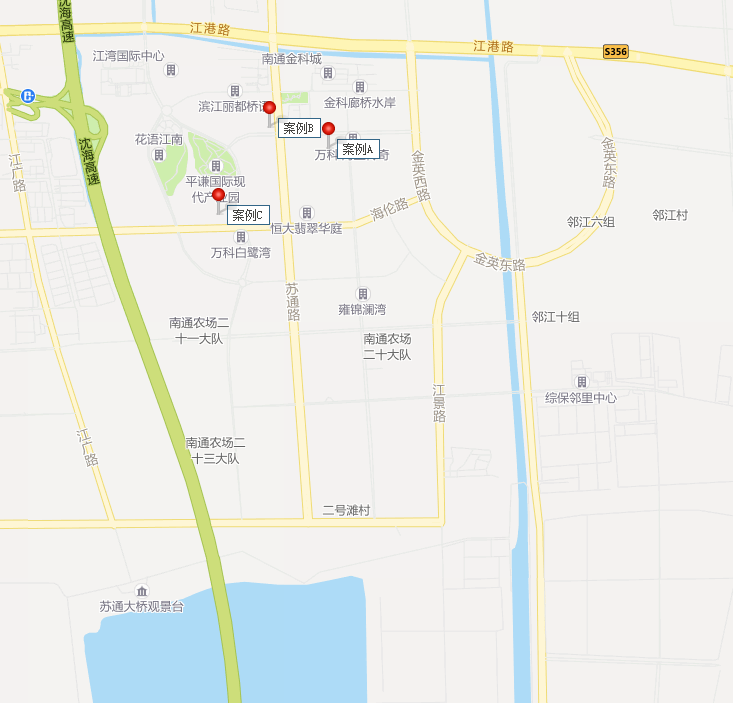 沈海高速
江港路
江港路
S356
江湾国际中心
南通金科城
滨江丽都桥
金科廊桥水岸
案例B
花语江南
沈海高速
万科
奇
案例A
金英西路
金英东路
江广路
平谦国际现
代产业园
案例C
海伦路
邻江六组
邻江村
恒大翡翠华庭
万科白鹭湾
金英东路
苏通路
雍锦澜湾
南通农场二
十一大队
邻江十组
南通农场
二十大队
综保邻里中心
江景路
江广路
南通农场二
十三大队
二号滩村
苏通大桥观景台